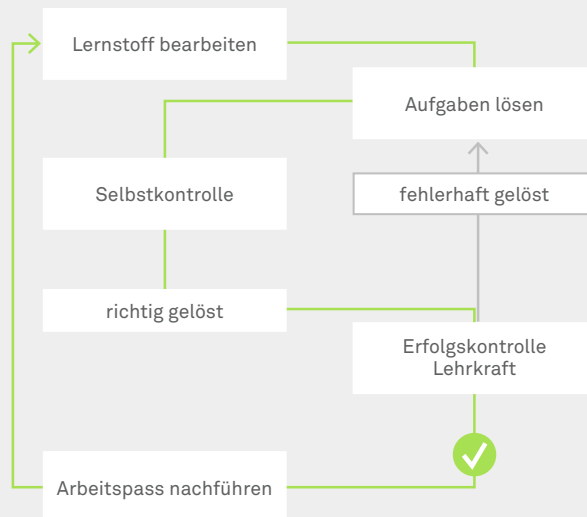 Lernstoff bearbeiten
Aufgaben lösen
Selbstkontrolle
fehlerhaft gelöst
richtig gelöst
Erfolgskontrolle
Lehrkraft
Arbeitspass nachführen